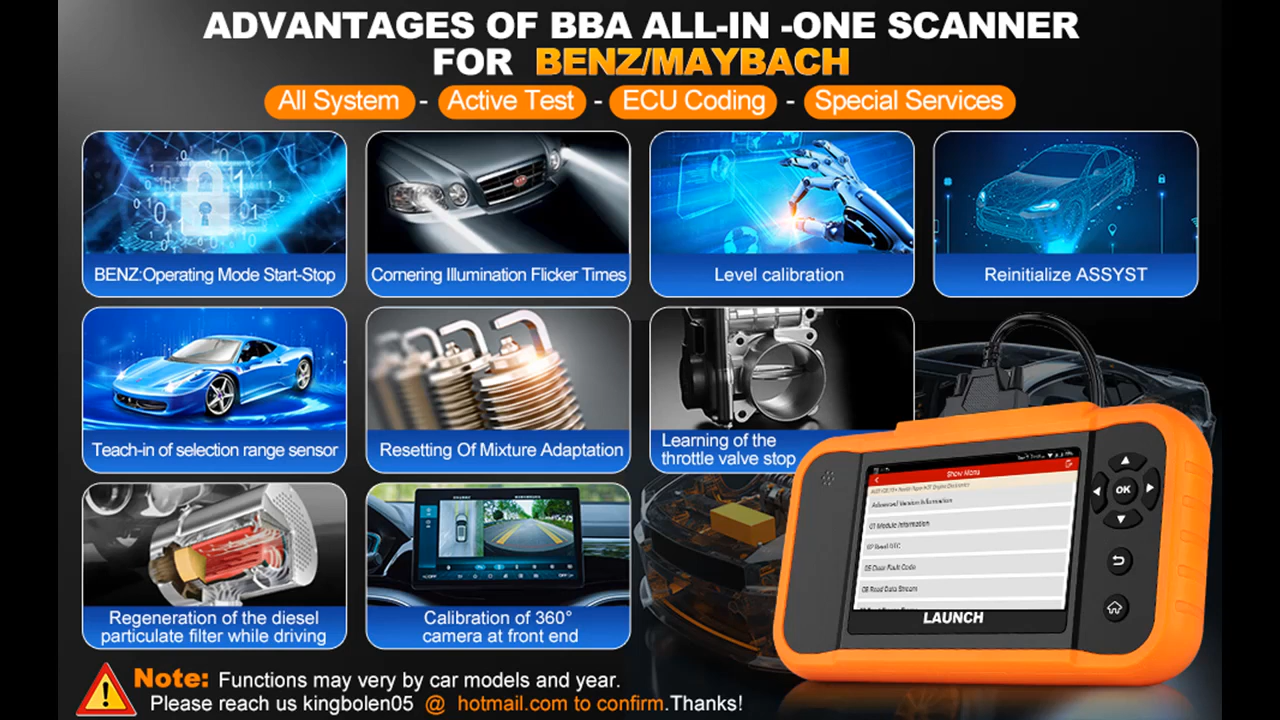 ADVANTAGES OF BBA ALL-IN -ONE SCANNER
FOR BENZ/MAYBACH
All System - Active Test - ECU Coding - Special Services
BENZ:Operating Mode Start-Stop
Cornering Illumination Flicker Times
Level calibration
Reinitialize ASSYST
Teach-in of selection range sensor
Resetting Of Mixture Adaptation
Learning of the
throttle valve stop
Regeneration of the diesel
particulate filter while driving
Calibration of 360°
camera at front end
Show Menu
Advanced Version Information
01 Module Information
05 Clear Fault Code
08 Read Data Stream
LAUNCH
OK
Note: Functions may very by car models and year.
Please reach us kingbolen05 @ hotmail.com to confirm.Thanks!